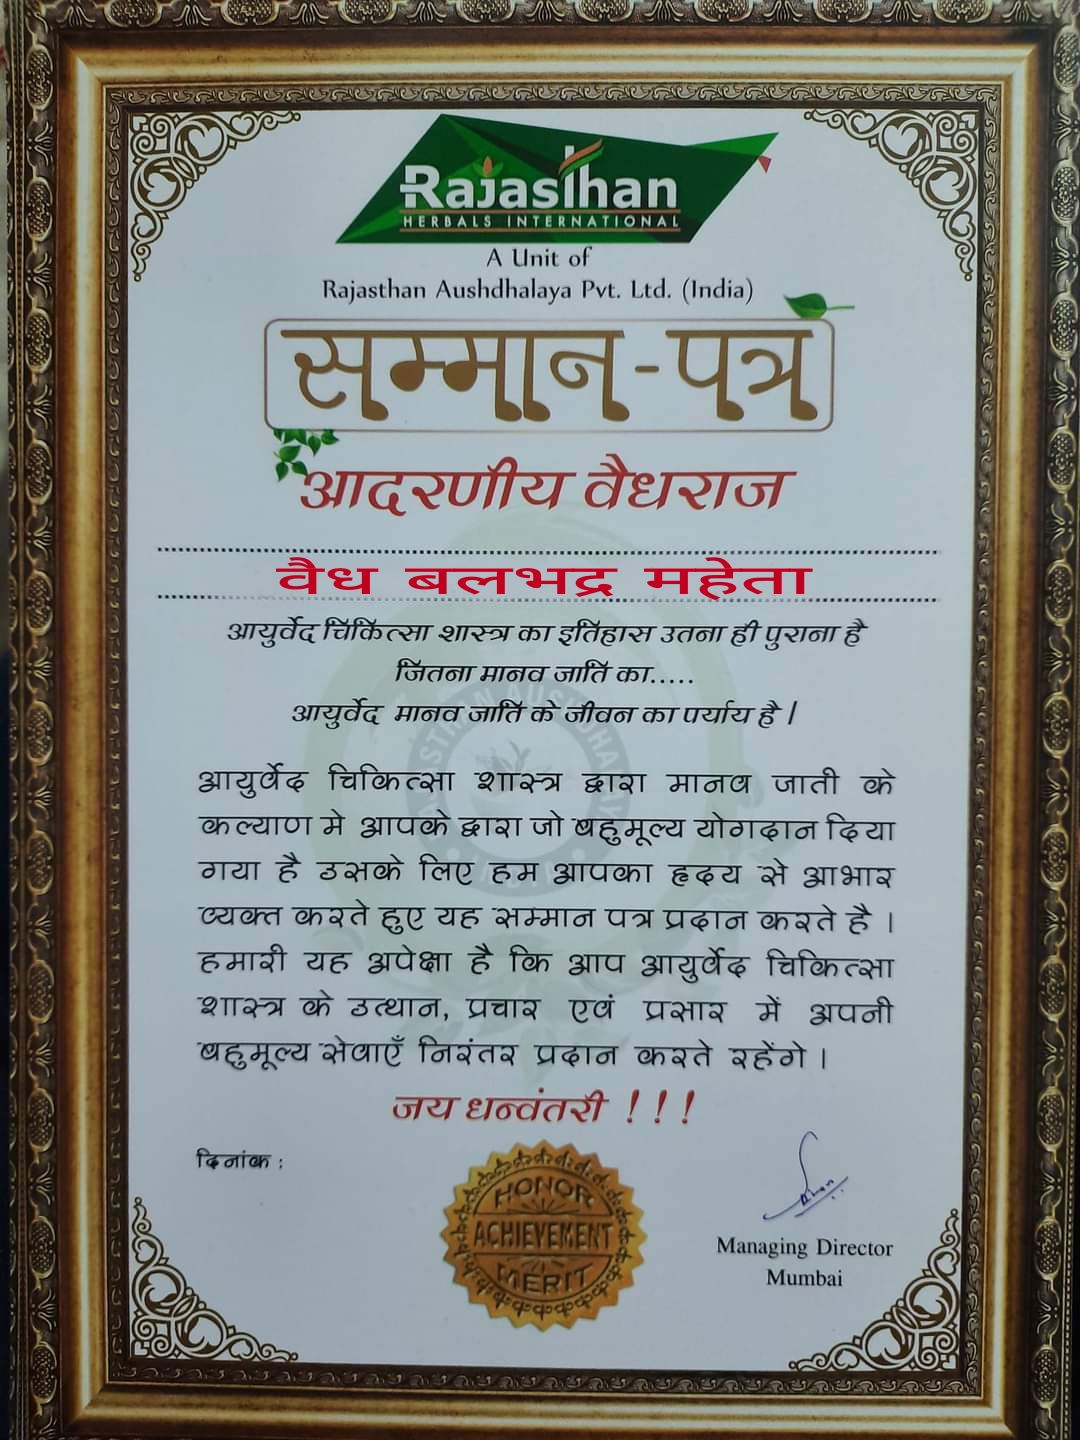 Rajasthan
HERBALS INTERNATIONAL
A Unit of
Rajasthan Aushdhalaya Pvt. Ltd. (India)
सम्मान-पत्र
आदरणीय वैधराज
वैध बलभद्र महेता
आयुर्वेद चिकित्सा शास्त्र का इतिहास उतना ही पुराना है
जितना मानव जाति का.....
आयुर्वेद मानव जाति के जीवन का पर्याय है।
आयुर्वेद चिकित्सा शास्त्र द्वारा मानव जाती के
कल्याण मे आपके द्वारा जो बहुमूल्य योगदान दिया
गया है उसके लिए हम आपका हृदय से आभार
व्यक्त करते हुए यह सम्मान पत्र प्रदान करते है।
हमारी यह अपेक्षा है कि आप आयुर्वेद चिकित्सा
शास्त्र के उत्थान, प्रचार एवं प्रसार में अपनी
बहुमूल्य सेवाएँ निरंतर प्रदान करते रहेंगे।
जय धन्वंतरी !!!
दिनांक :
HONOR
ACHIEVEMENT
MERIT
Managing Director
Mumbai